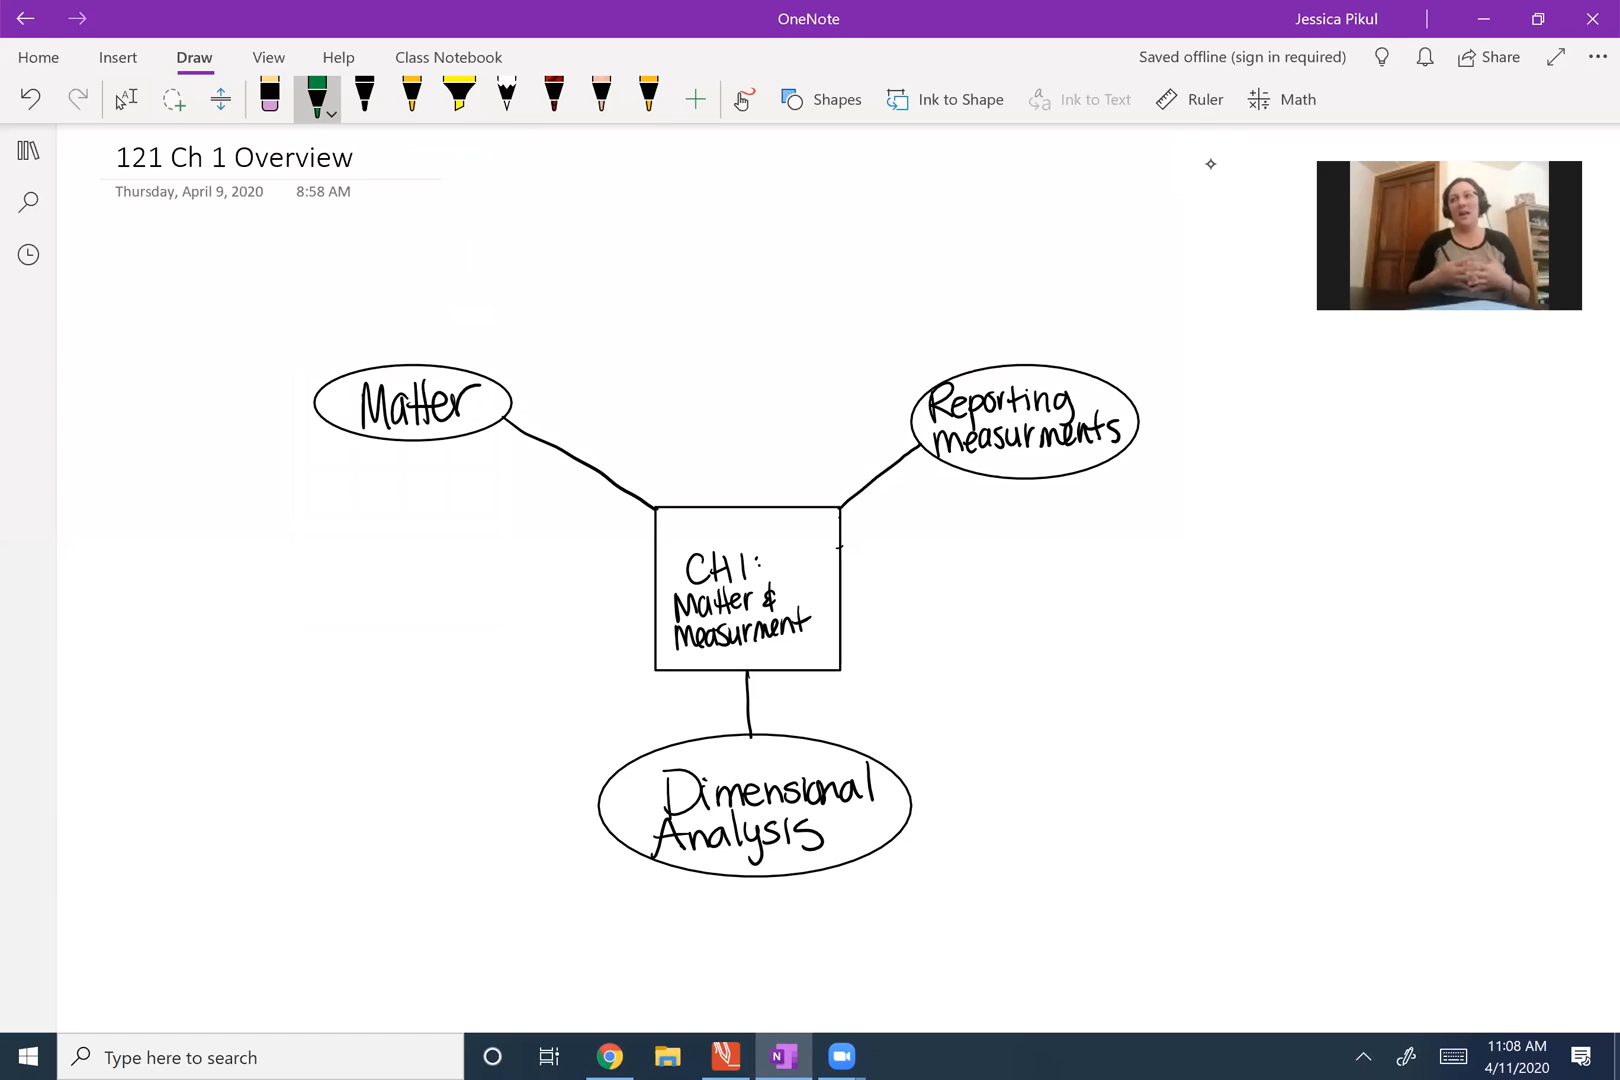 OneNote
Jessica Pikul
Home Insert Draw View Help Class Notebook
Saved offline (sign in required)
Share
Shapes
Ink to Shape
Ink to Text
Ruler
Math
121 Ch 1 Overview
Thursday, April 9, 2020 8:58 AM
Matter
Reporting
measurments
CH 1:
Matter &
Measurment
Dimensional
Analysis
Type here to search
11:08 AM
4/11/2020